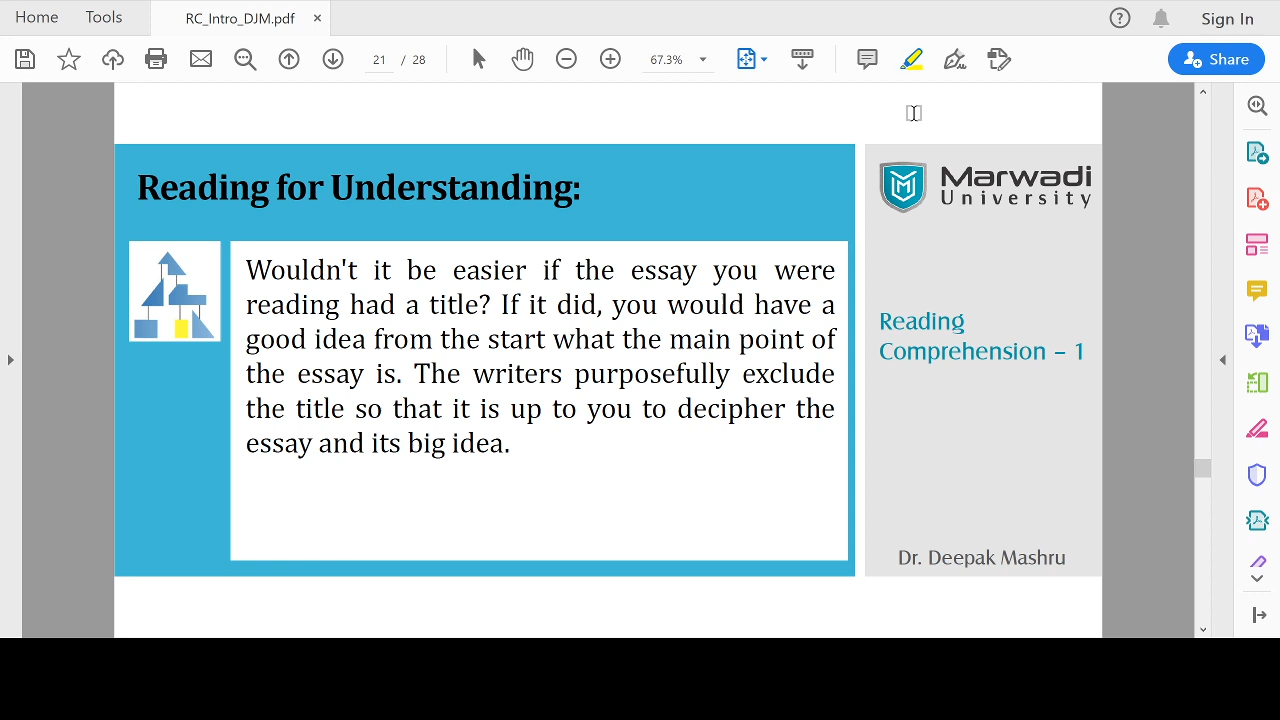 Home
Tools
RC_Intro_DJM.pdf
Sign In
21 / 28
67.3%
Share
Reading for Understanding:
Wouldn't it be easier if the essay you were
reading had a title? If it did, you would have a
good idea from the start what the main point of
the essay is. The writers purposefully exclude
the title so that it is up to you to decipher the
essay and its big idea.
Marwadi
University
Reading
Comprehension – 1
Dr. Deepak Mashru